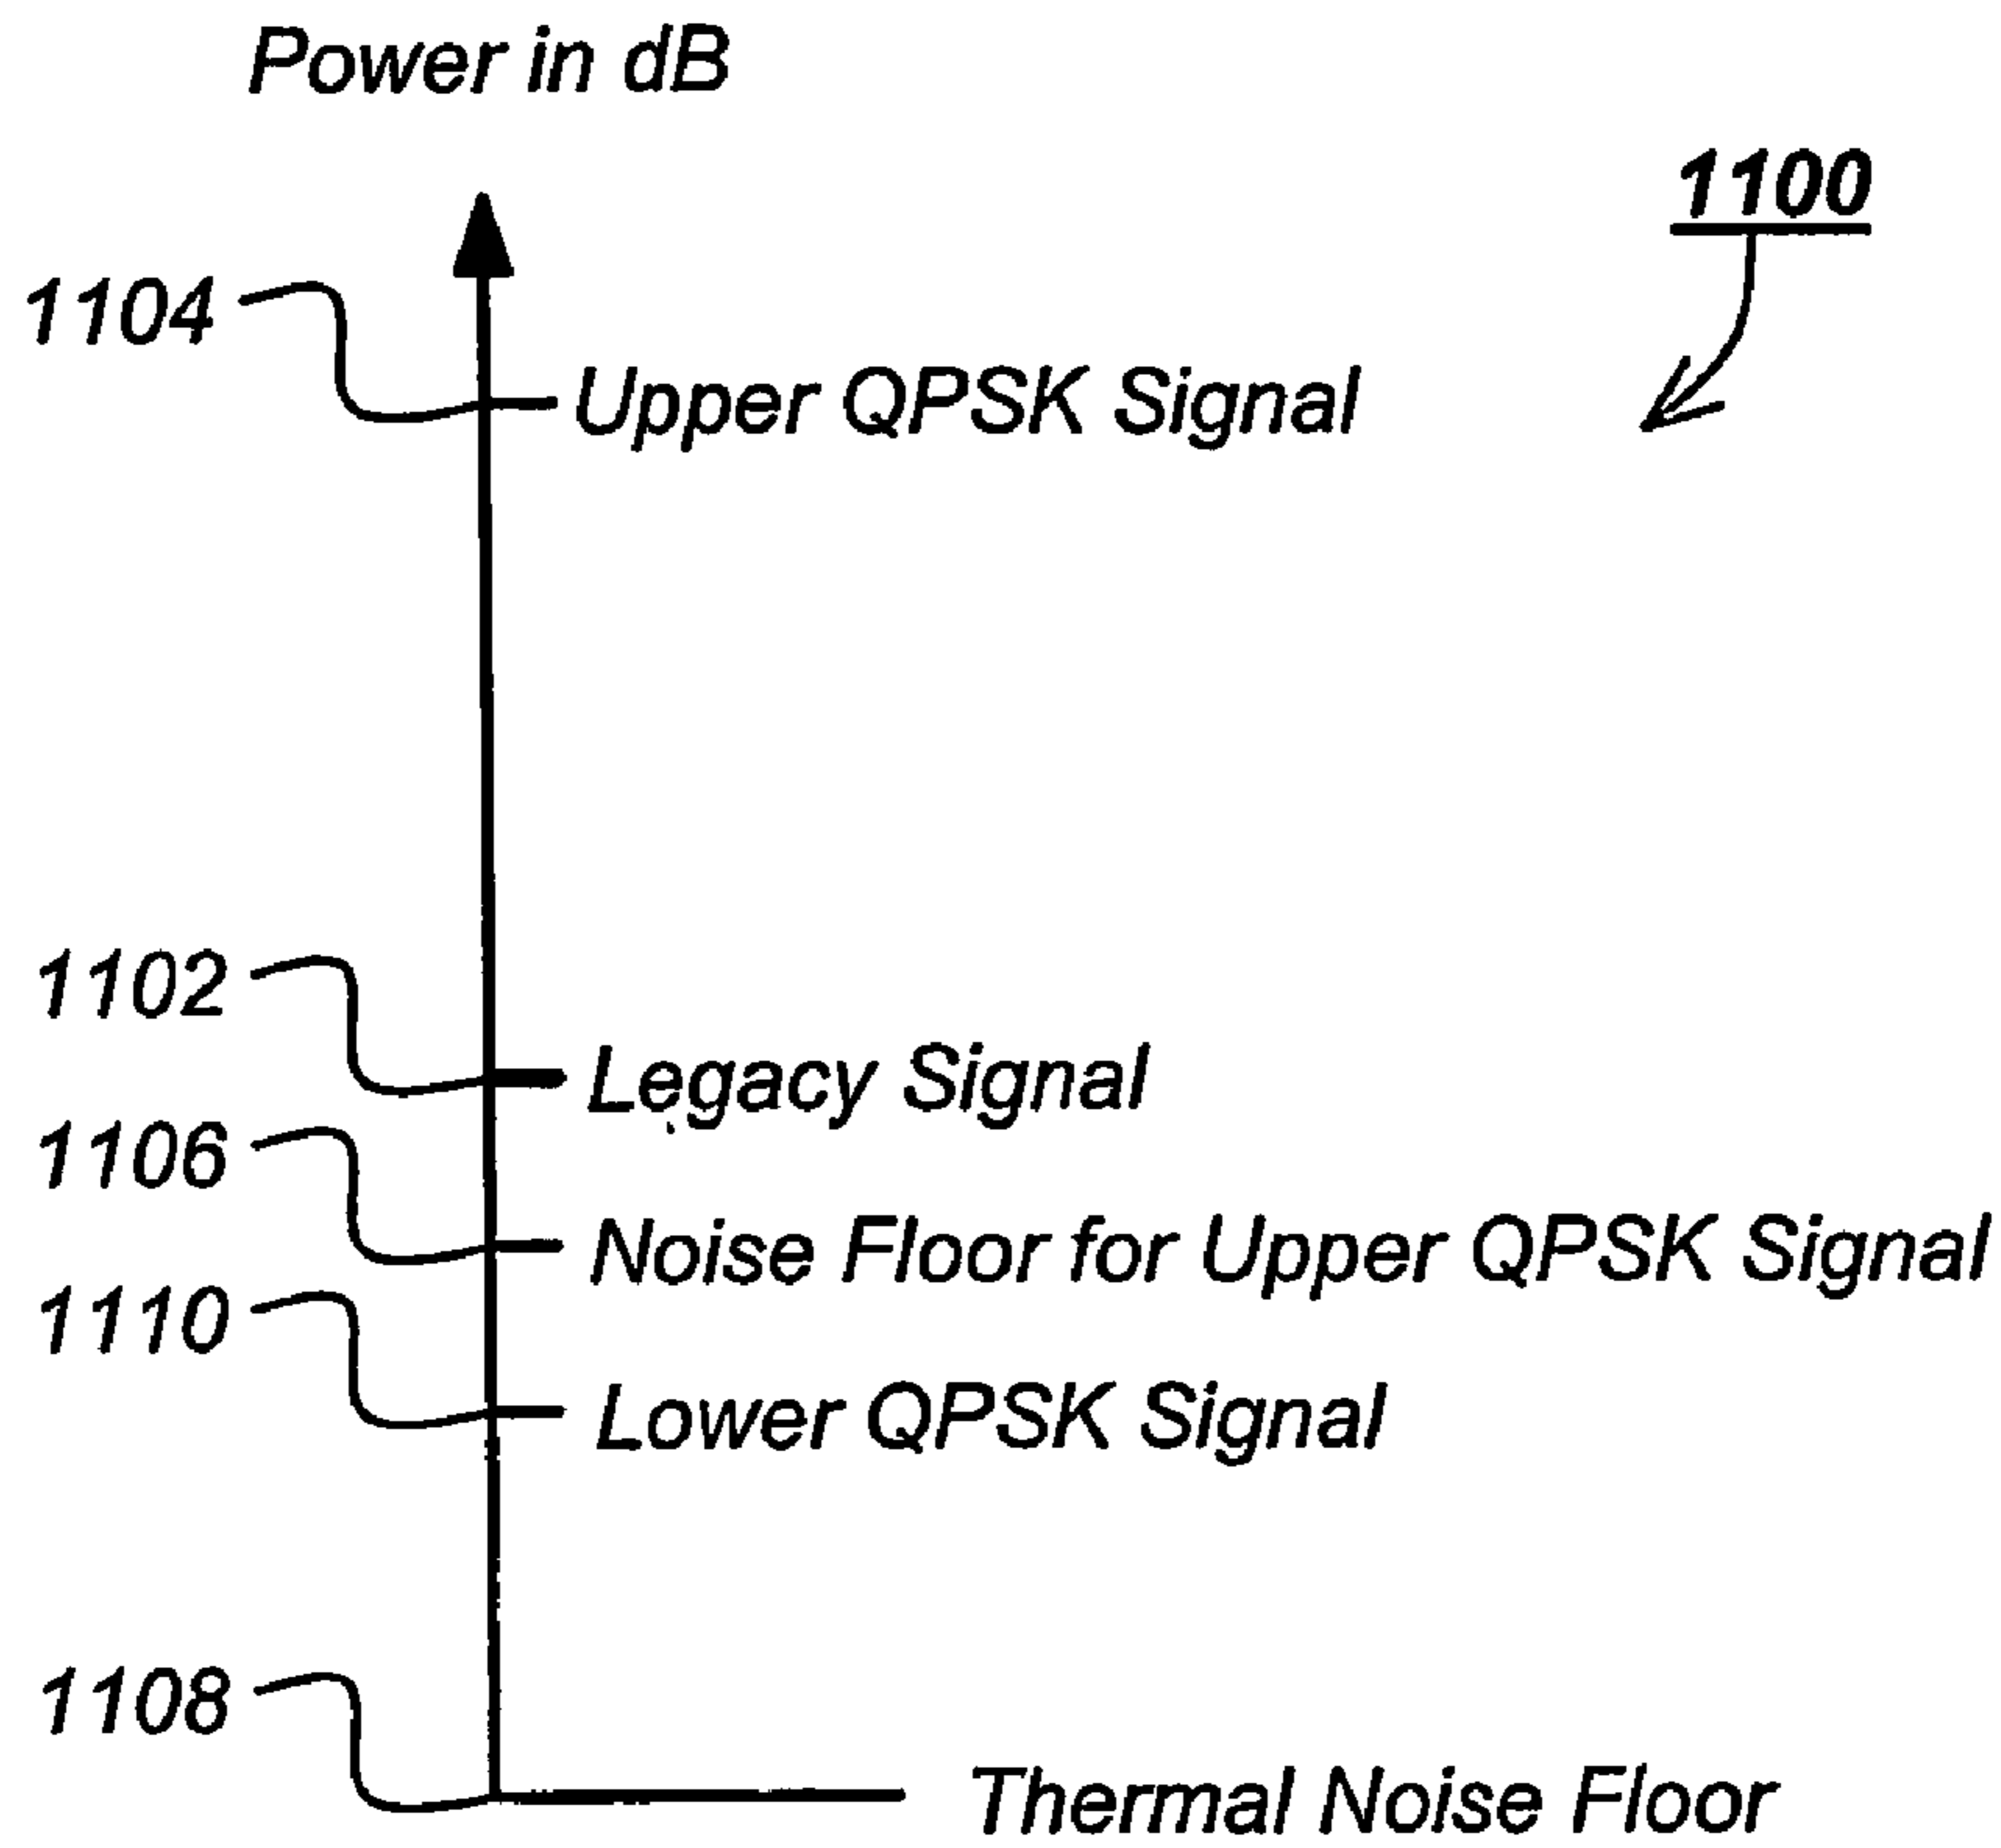 Power in dB
1100
1104
Upper QPSK Signal
1102
Legacy Signal
1106
Noise Floor for Upper QPSK Signal
1110
Lower QPSK Signal
1108
Thermal Noise Floor